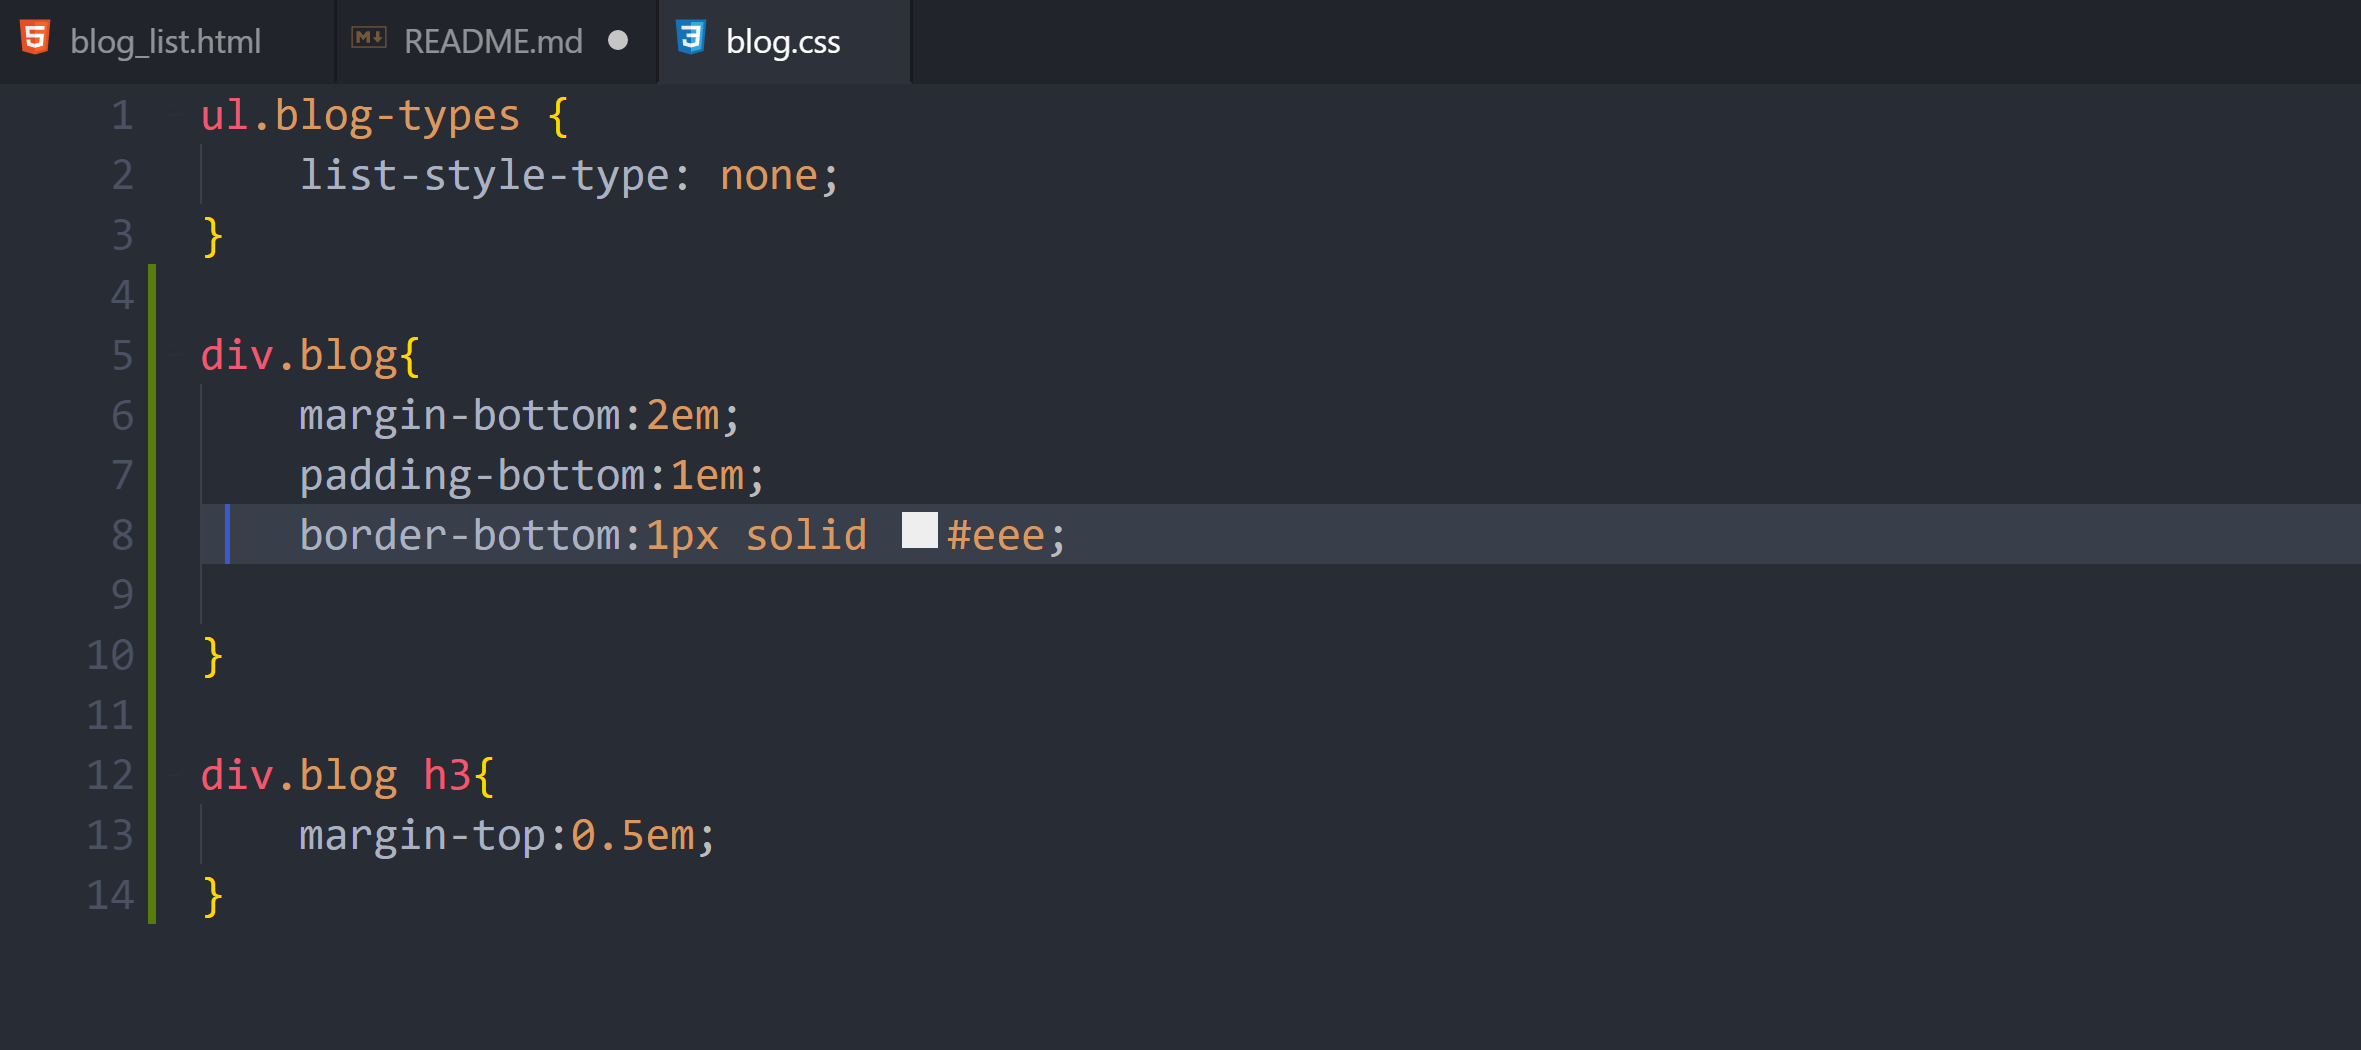 blog_list.html README.md blog.css
1 ul.blog-types {
2     list-style-type: none;
3 }
4
5 div.blog{
6     margin-bottom:2em;
7     padding-bottom:1em;
8     border-bottom:1px solid #eee;
9
10 }
11
12 div.blog h3{
13     margin-top:0.5em;
14 }